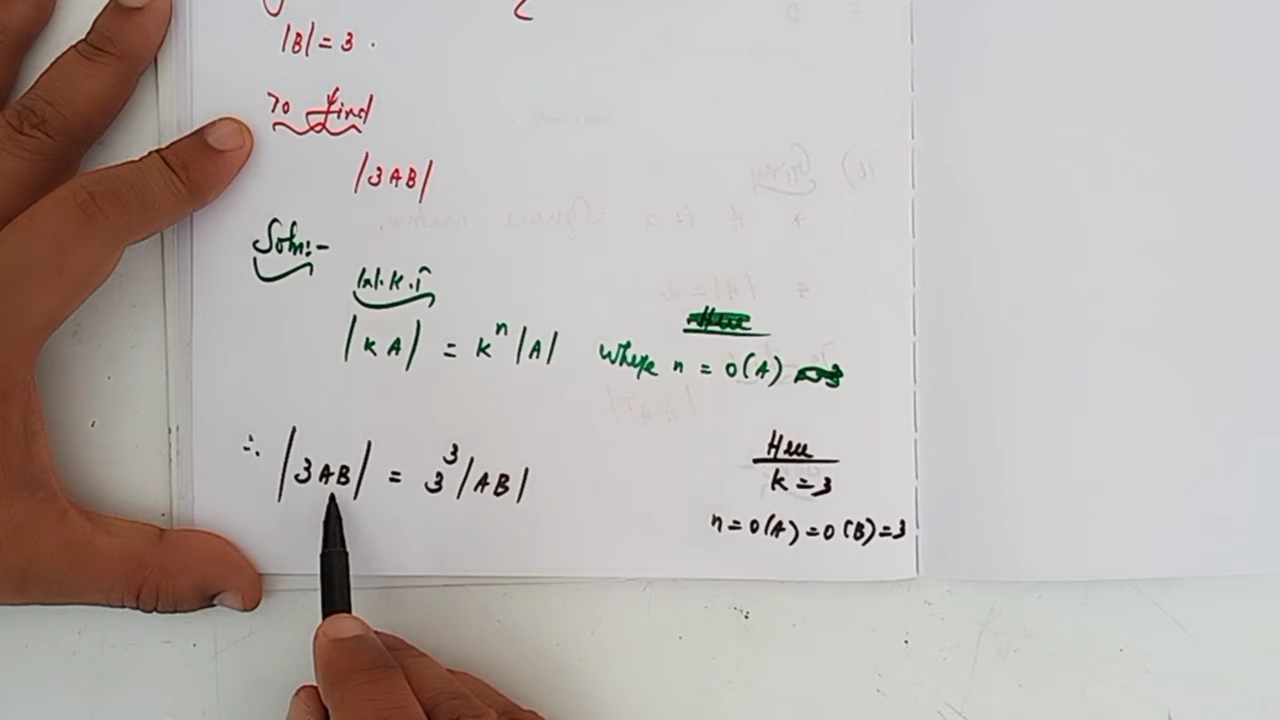 |B| = 3.
To find
|3AB|
Soln:-
W.K.T
|KA| = K^n |A| where n = O(A)
∴ |3AB| = 3^3 |AB|
Here
K = 3
n = O(A) = O(B) = 3